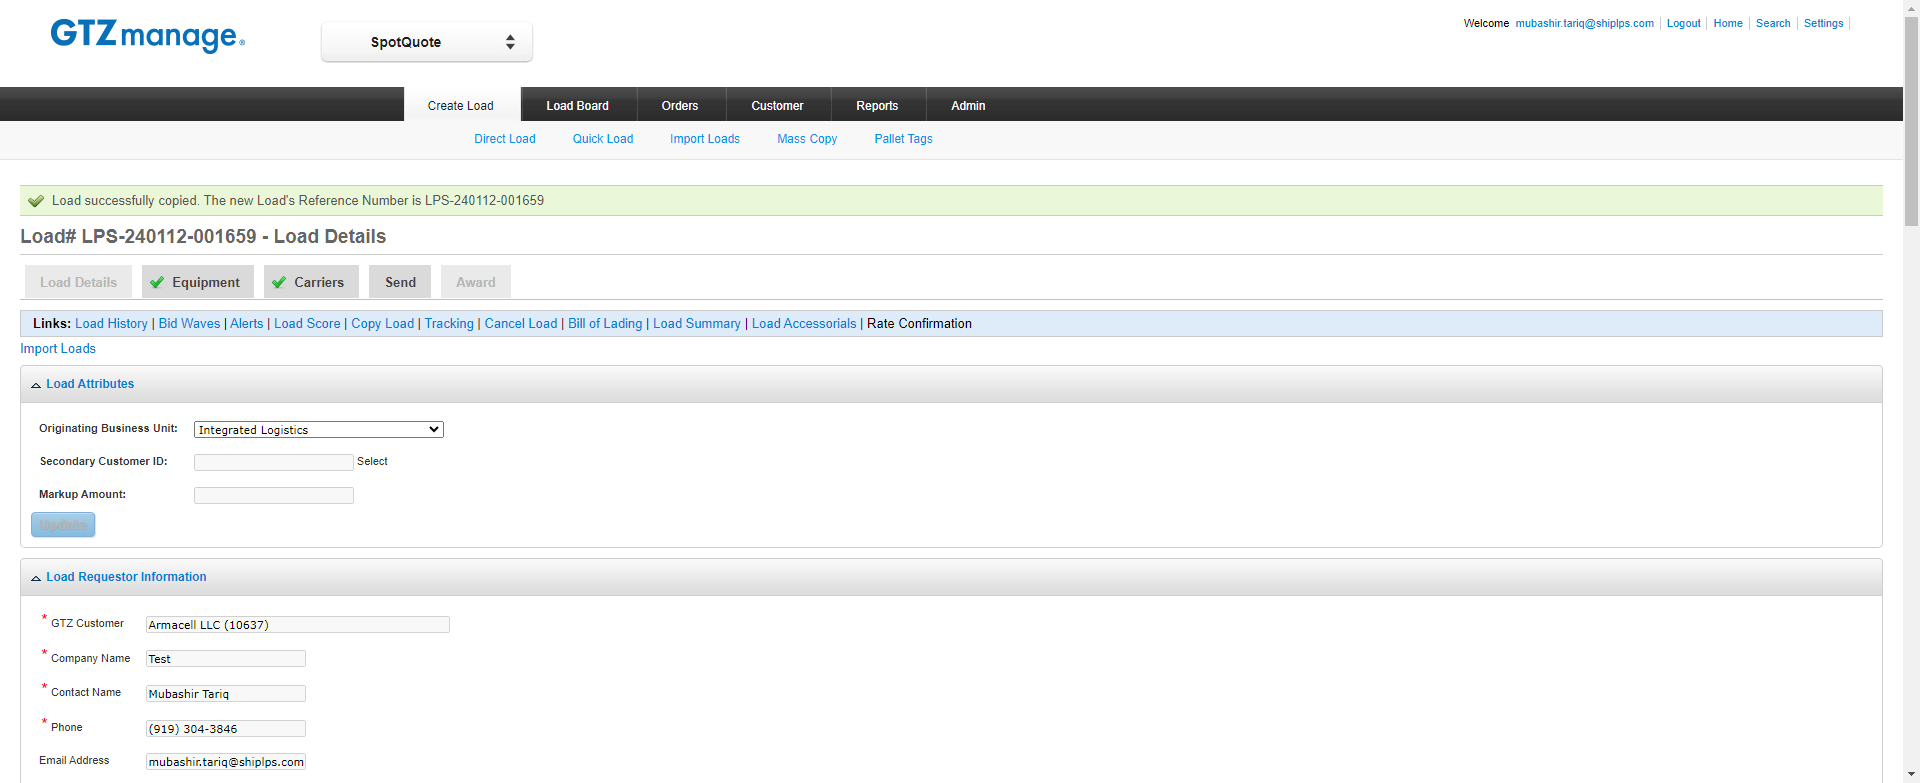 GTZmanage®
SpotQuote
Welcome mubashir.tariq@shiplps.com Logout Home Search Settings
Create Load Load Board Orders Customer Reports Admin
Direct Load Quick Load Import Loads Mass Copy Pallet Tags
Load successfully copied. The new Load's Reference Number is LPS-240112-001659
Load# LPS-240112-001659 - Load Details
Load Details Equipment Carriers Send Award
Links: Load History | Bid Waves | Alerts | Load Score | Copy Load | Tracking | Cancel Load | Bill of Lading | Load Summary | Load Accessorials | Rate Confirmation
Import Loads
Load Attributes
Originating Business Unit: Integrated Logistics
Secondary Customer ID: Select
Markup Amount:
Update
Load Requestor Information
* GTZ Customer Armacell LLC (10637)
* Company Name Test
* Contact Name Mubashir Tariq
* Phone (919) 304-3846
Email Address mubashir.tariq@shiplps.com